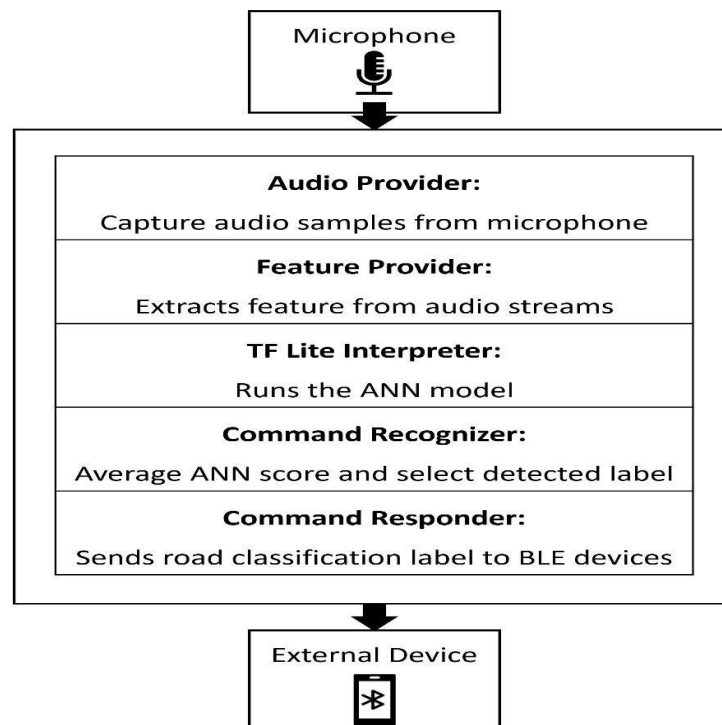 Microphone
Audio Provider:
Capture audio samples from microphone
Feature Provider:
Extracts feature from audio streams
TF Lite Interpreter:
Runs the ANN model
Command Recognizer:
Average ANN score and select detected label
Command Responder:
Sends road classification label to BLE devices
External Device